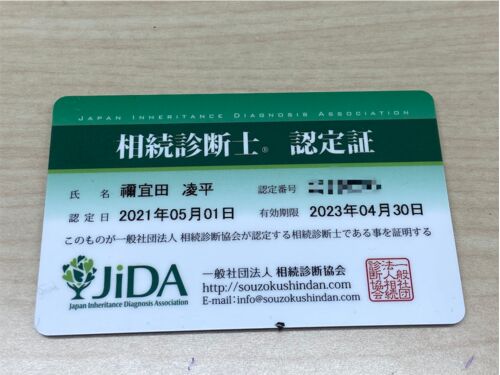 JAPAN INHERITANCE DIAGNOSIS ASSOCIATION
相続診断士® 認定証
氏 名 禰宜田 凌平 認定番号
認 定 日 2021年05月01日 有効期限 2023年04月30日
このものが一般社団法人 相続診断協会が認定する相続診断士である事を証明する
JiDA
Japan Inheritance Diagnosis Association
一般社団法人 相続診断協会
http://souzokushindan.com
E-mail:info@souzokushindan.com
一般社団
法人相続
診断協会